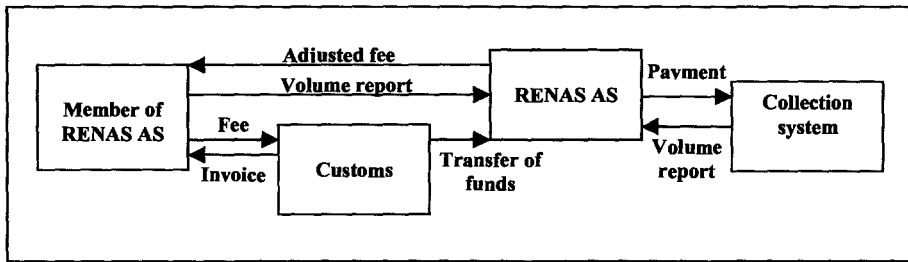 Adjusted fee
Volume report
Member of
RENAS AS
Fee
Invoice
Customs
Transfer of
funds
RENAS AS
Payment
Volume
report
Collection
system